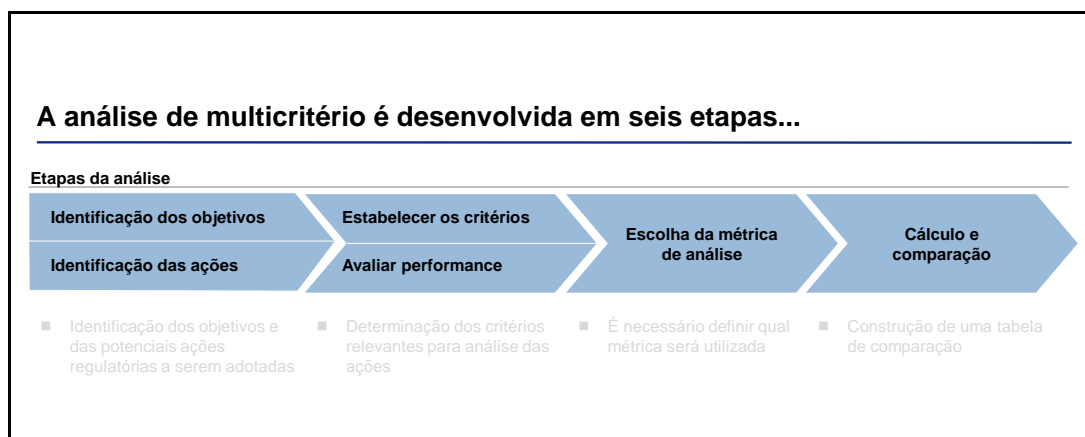 A análise de multicritério é desenvolvida em seis etapas...
Etapas da análise
Identificação dos objetivos
Identificação das ações
Estabelecer os critérios
Avaliar performance
Escolha da métrica
de análise
Cálculo e
comparação
Identificação dos objetivos e
das potenciais ações
regulatórias a serem adotadas
Determinação dos critérios
relevantes para análise das
ações
É necessário definir qual
métrica será utilizada
Construção de uma tabela
de comparação